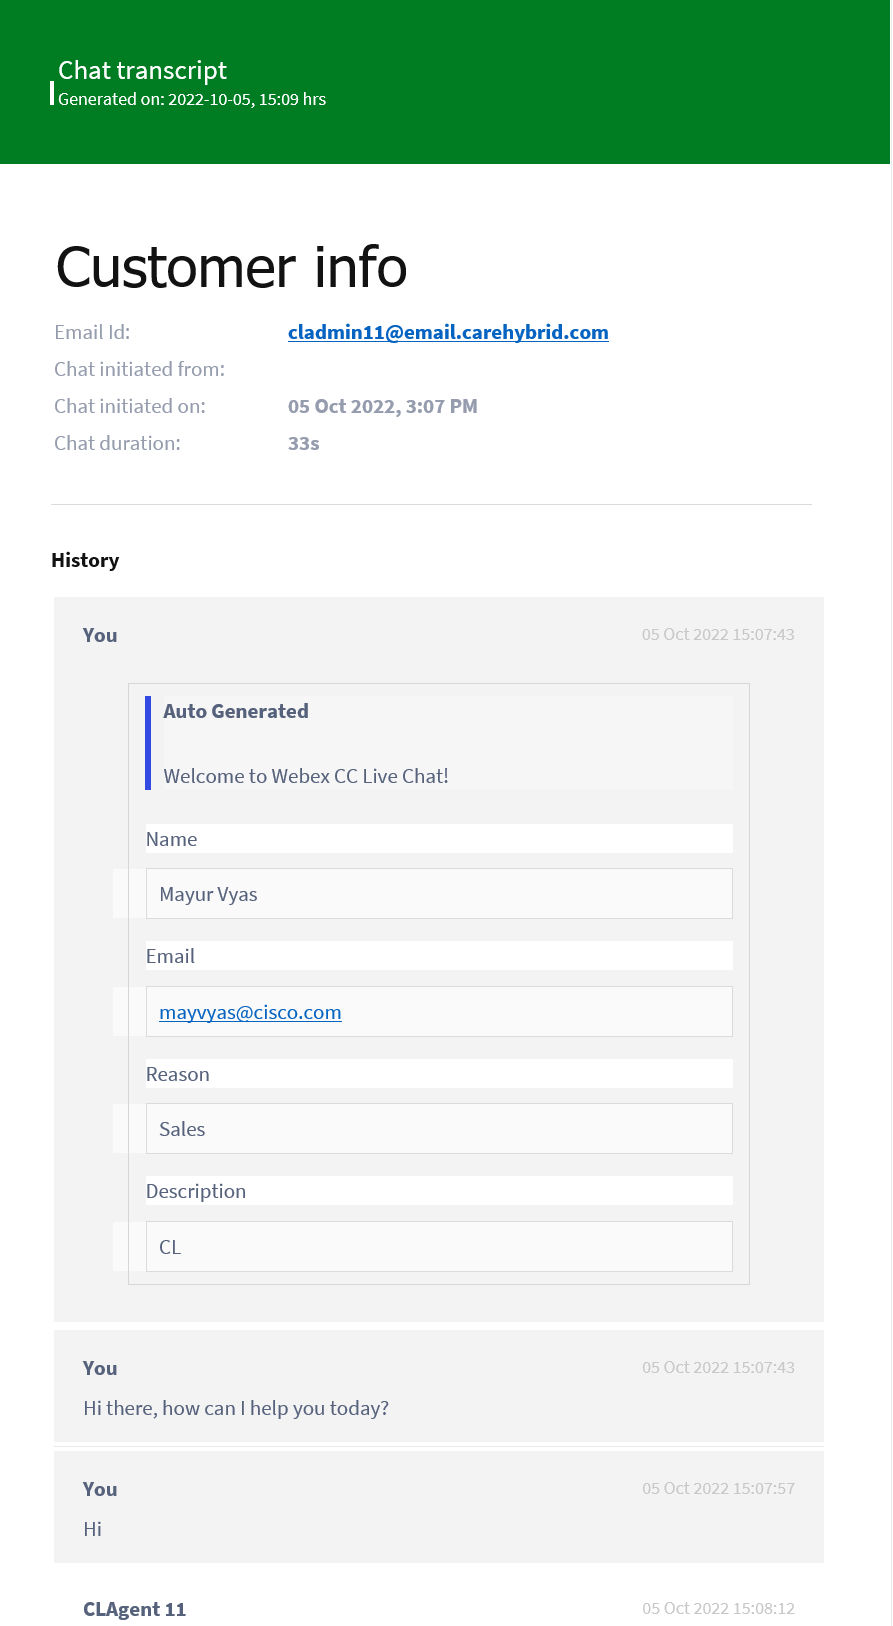 Chat transcript
Generated on: 2022-10-05, 15:09 hrs
Customer info
Email Id: cladmin11@email.carehybrid.com
Chat initiated from:
Chat initiated on: 05 Oct 2022, 3:07 PM
Chat duration: 33s
History
You 05 Oct 2022 15:07:43
Auto Generated
Welcome to Webex CC Live Chat!
Name
Mayur Vyas
Email
mayvyas@cisco.com
Reason
Sales
Description
CL
You 05 Oct 2022 15:07:43
Hi there, how can I help you today?
You 05 Oct 2022 15:07:57
Hi
CLAgent 11 05 Oct 2022 15:08:12